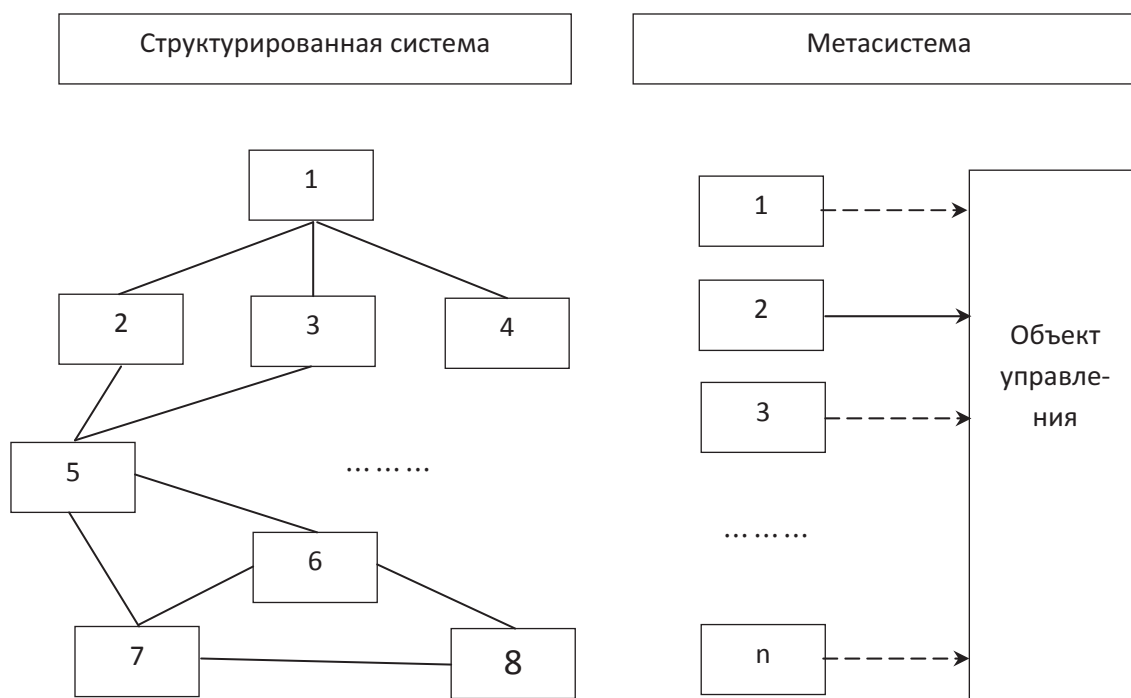 Структурированная система
Метасистема
1
2
3
4
5
………
6
7
8
1
2
3
………
n
Объект
управле-
ния